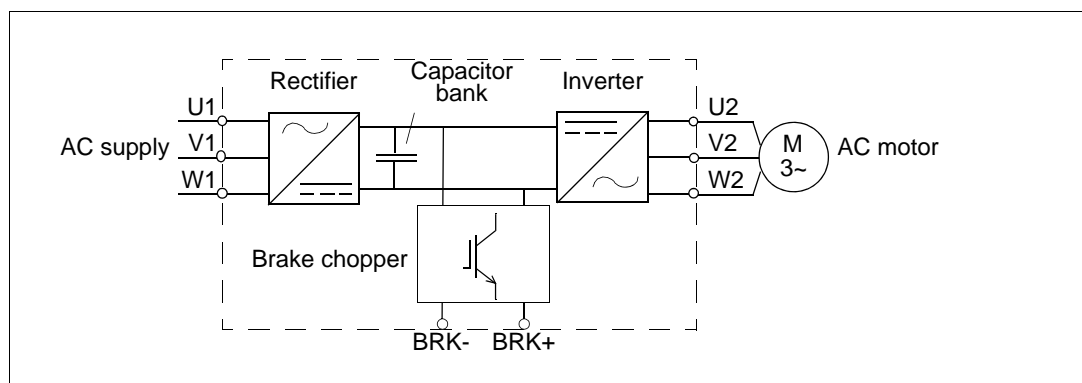 Rectifier
Capacitor
bank
Inverter
U1
V1
W1
AC supply
U2
V2
W2
M
3~
AC motor
Brake chopper
BRK-
BRK+